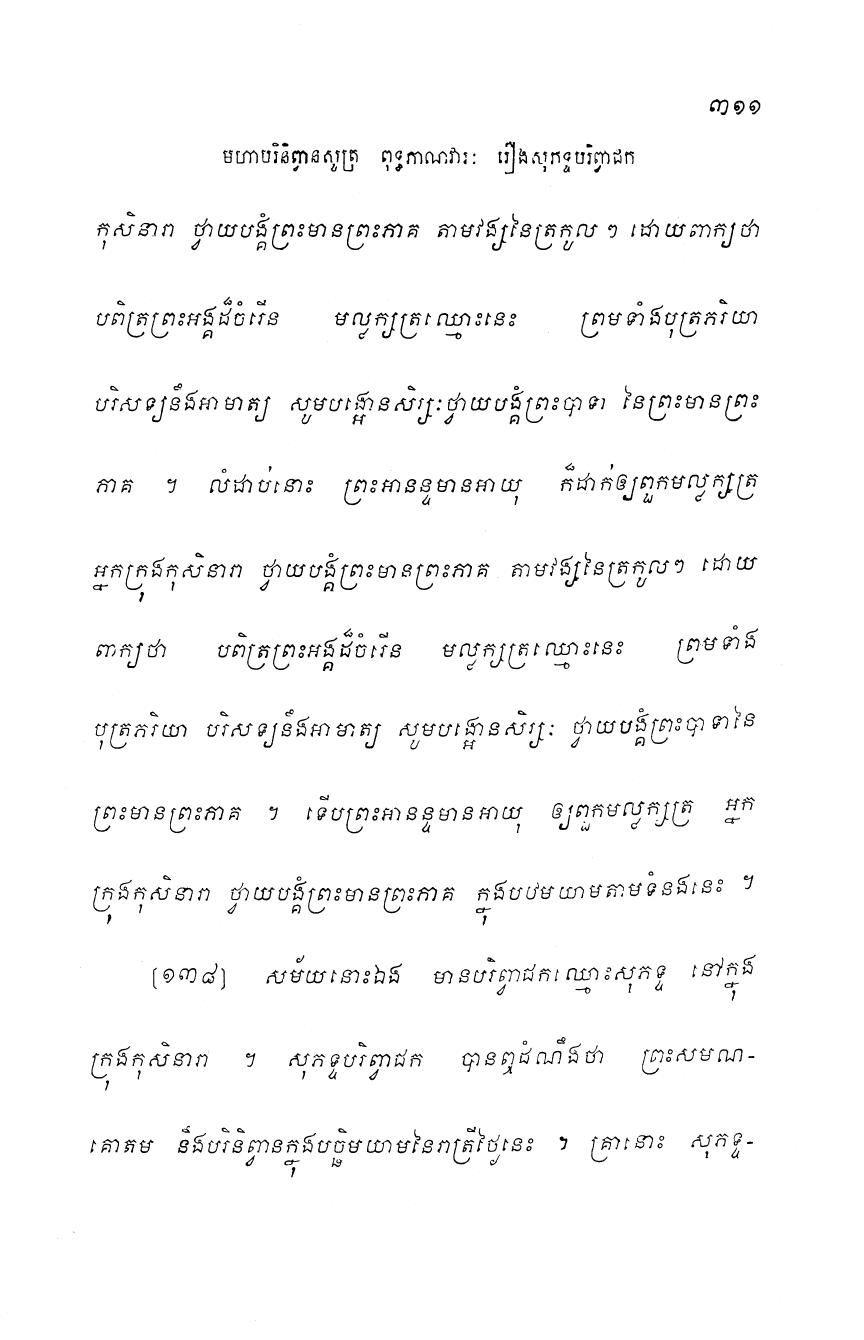 ៣១១
មហាបរិនិព្វានសូត្រ ពុទ្ធភាណវារៈ រឿងសុភទ្ទបរិព្វាជក
កុសិនារា ថ្វាយបង្គំព្រះមានព្រះភាគ តាមវង្សនៃត្រកូល ៗ ដោយពាក្យថា
បពិត្រព្រះអង្គដ៏ចំរើន មល្លក្សត្រឈ្មោះនេះ ព្រមទាំងបុត្រភរិយា
បរិសទ្យនឹងអាមាត្យ សូមបង្អោនសិរ្សៈថ្វាយបង្គំព្រះបាទា នៃព្រះមានព្រះ
ភាគ ។ លំដាប់នោះ ព្រះអានន្ទមានអាយុ ក៏ដាក់ឲ្យពួកមល្លក្សត្រ
អ្នកក្រុងកុសិនារា ថ្វាយបង្គំព្រះមានព្រះភាគ តាមវង្សនៃត្រកូលៗ ដោយ
ពាក្យថា បពិត្រព្រះអង្គដ៏ចំរើន មល្លក្សត្រឈ្មោះនេះ ព្រមទាំង
បុត្រភរិយា បរិសទ្យនឹងអាមាត្យ សូមបង្អោនសិរ្សៈ ថ្វាយបង្គំព្រះបាទានៃ
ព្រះមានព្រះភាគ ។ ទើបព្រះអានន្ទមានអាយុ ឲ្យពួកមល្លក្សត្រ អ្នក
ក្រុងកុសិនារា ថ្វាយបង្គំព្រះមានព្រះភាគ ក្នុងបឋមយាមតាមទំនងនេះ ។
[១៣៨] សម័យនោះឯង មានបរិព្វាជកឈ្មោះសុភទ្ទ នៅក្នុង
ក្រុងកុសិនារា ។ សុភទ្ទបរិព្វាជក បានឮដំណឹងថា ព្រះសមណ-
គោតម នឹងបរិនិព្វានក្នុងបច្ឆិមយាមនៃរាត្រីថ្ងៃនេះ ។ គ្រានោះ សុភទ្ទ-